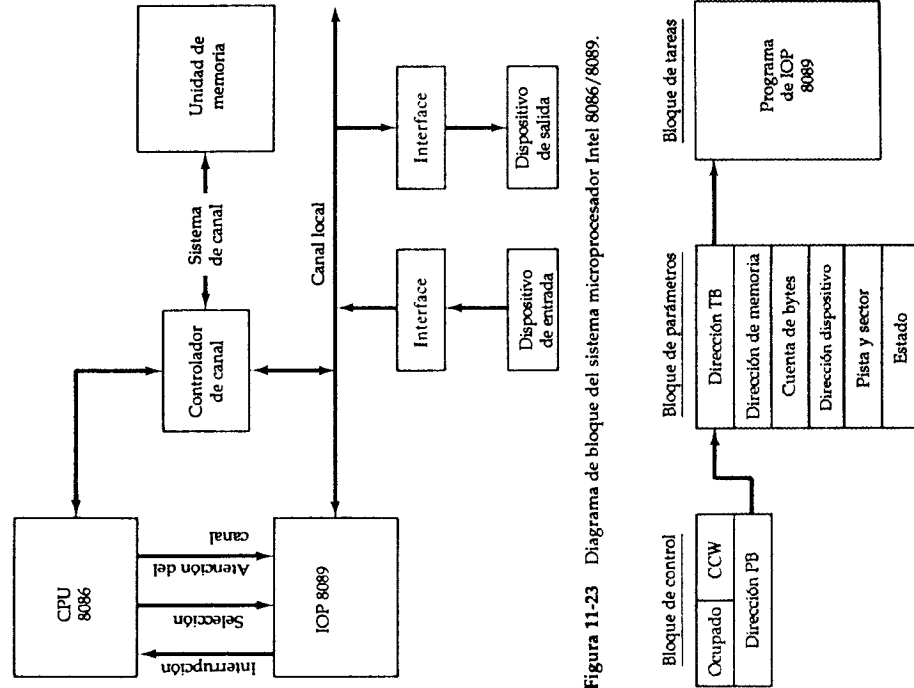 CPU
8086
Interrupción
Selección
Atención del
canal
IOP 8089
Controlador
de canal
Sistema
de canal
Unidad de
memoria
Canal local
Interface
Dispositivo
de entrada
Interface
Dispositivo
de salida
Figura 11-23 Diagrama de bloque del sistema microprocesador Intel 8086/8089.
Bloque de control
Ocupado
CCW
Dirección PB
Bloque de parámetros
Dirección TB
Dirección de memoria
Cuenta de bytes
Dirección dispositivo
Pista y sector
Estado
Bloque de tareas
Programa
de IOP
8089